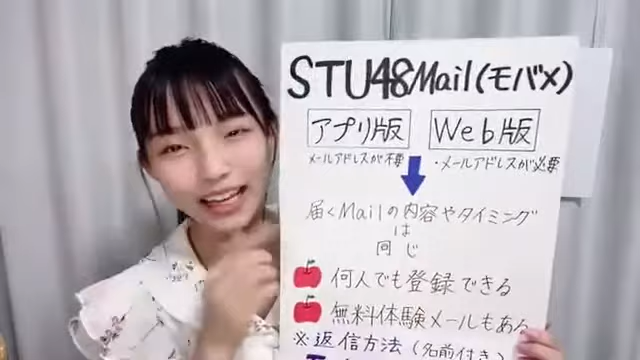 STU48Mail(モバメ)
アプリ版 Web版
メールアドレスが不要 ・メールアドレスが必要
届くMailの内容やタイミング
は
同じ
何人でも登録できる
無料体験メールもある
※返信方法(名前付き)